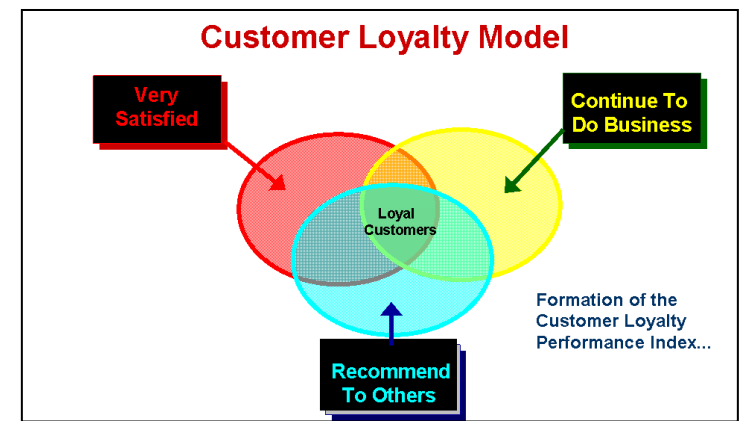 Customer Loyalty Model
Very
Satisfied
Continue To
Do Business
Loyal
Customers
Formation of the
Customer Loyalty
Performance Index...
Recommend
To Others